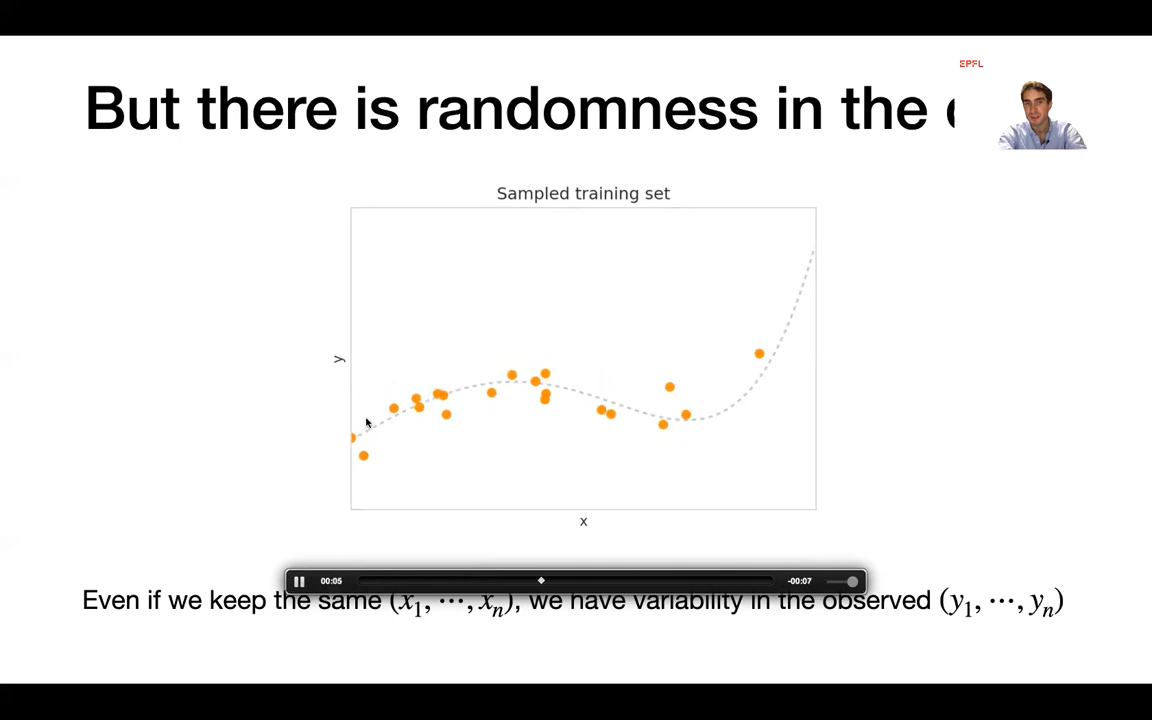 EPFL
But there is randomness in the
Sampled training set
y
x
00:05
-00:07
Even if we keep the same (x₁, ⋯, xₙ), we have variability in the observed (y₁, ⋯, yₙ)